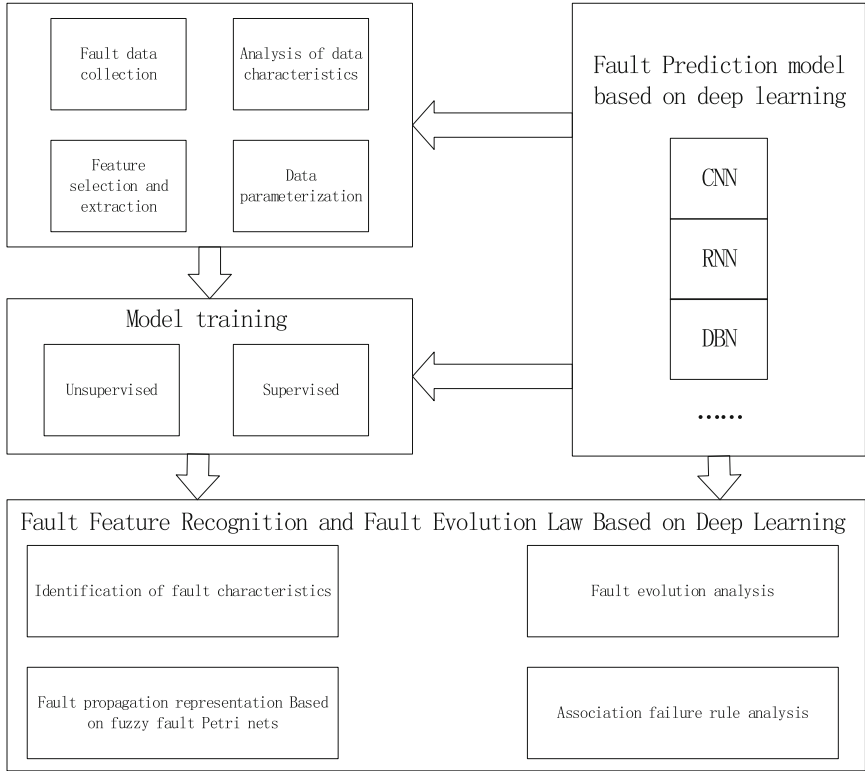 Fault data
collection
Analysis of data
characteristics
Feature
selection and
extraction
Data
parameterization
Fault Prediction model
based on deep learning
CNN
RNN
DBN
……
Model training
Unsupervised
Supervised
Fault Feature Recognition and Fault Evolution Law Based on Deep Learning
Identification of fault characteristics
Fault evolution analysis
Fault propagation representation Based
on fuzzy fault Petri nets
Association failure rule analysis